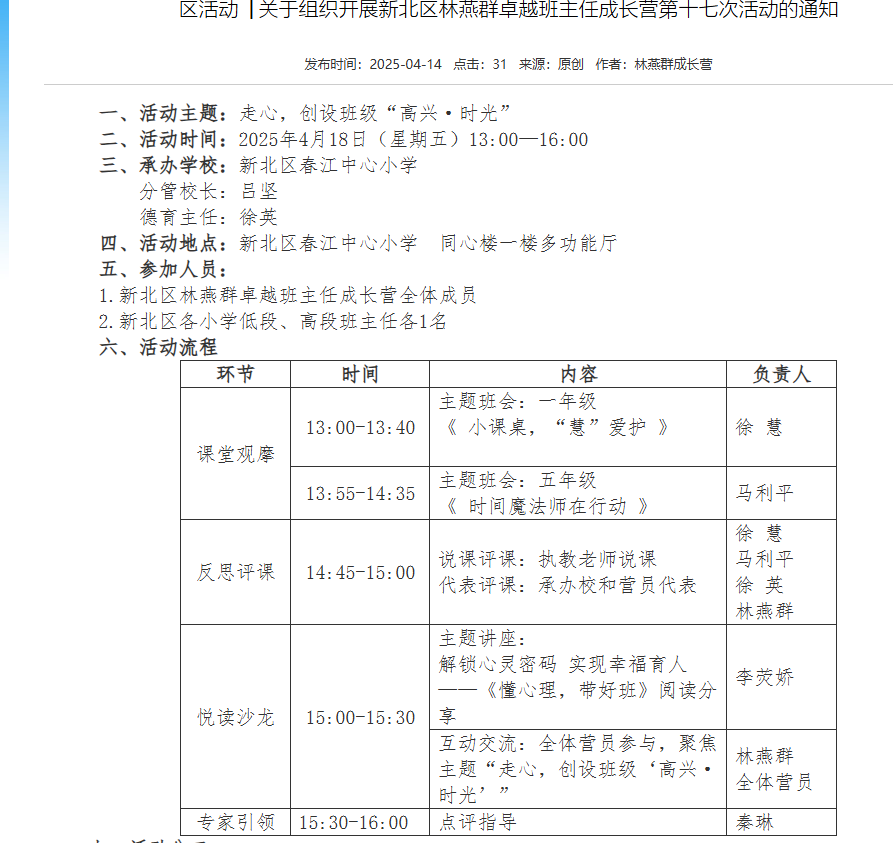 区活动 | 关于组织开展新北区林燕群卓越班主任成长营第十七次活动的通知
发布时间：2025-04-14 点击：31 来源：原创 作者：林燕群成长营
一、活动主题：走心，创设班级“高兴·时光”
二、活动时间：2025年4月18日（星期五）13:00—16:00
三、承办学校：新北区春江中心小学
分管校长：吕坚
德育主任：徐英
四、活动地点：新北区春江中心小学 同心楼一楼多功能厅
五、参加人员：
1.新北区林燕群卓越班主任成长营全体成员
2.新北区各小学低段、高段班主任各1名
六、活动流程
环节 时间 内容 负责人
课堂观摩
13:00-13:40
主题班会：一年级
《 小课桌，“慧”爱护 》
徐 慧
13:55-14:35
主题班会：五年级
《 时间魔法师在行动 》
马利平
反思评课
14:45-15:00
说课评课：执教老师说课
代表评课：承办校和营员代表
徐 慧
马利平
徐 英
林燕群
悦读沙龙
15:00-15:30
主题讲座：
解锁心灵密码 实现幸福育人
——《懂心理，带好班》阅读分
享
李荧娇
互动交流：全体营员参与，聚焦
主题“走心，创设班级‘高兴·
时光’”
林燕群
全体营员
专家引领 15:30-16:00 点评指导 秦琳